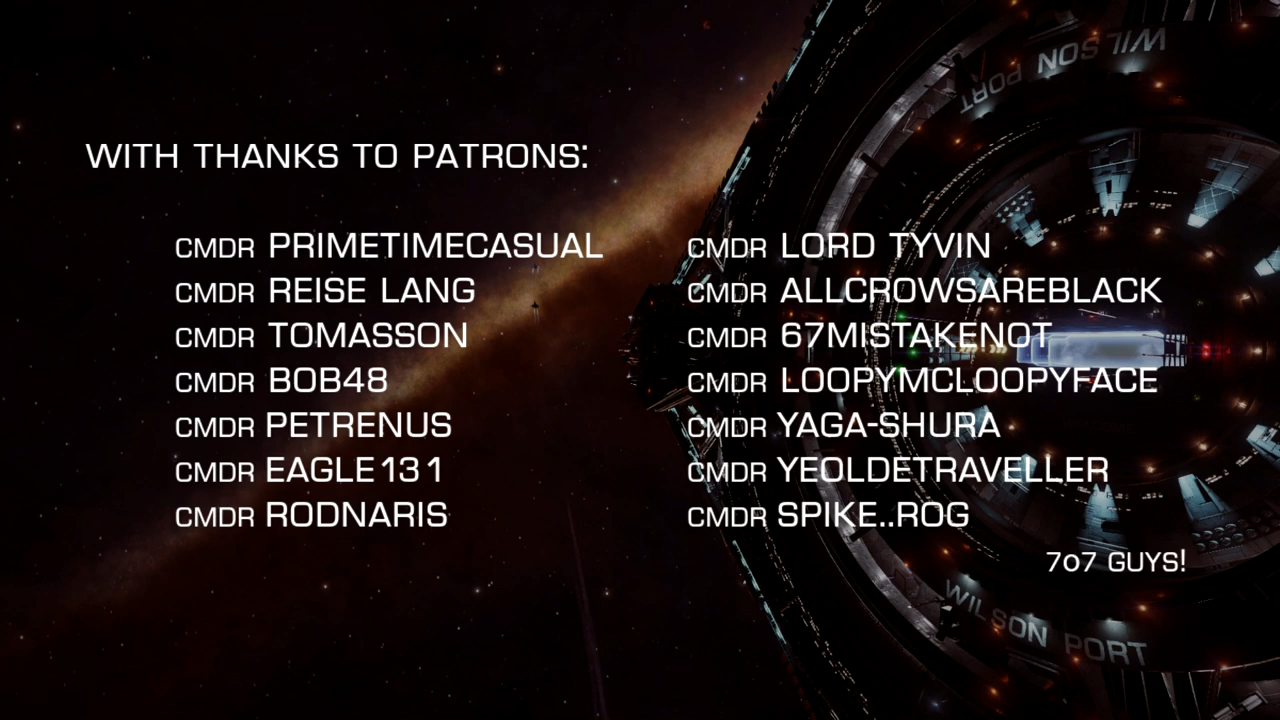 WILSON PORT
WITH THANKS TO PATRONS:
CMDR PRIMETIMECASUAL
CMDR REISE LANG
CMDR TOMASSON
CMDR BOB48
CMDR PETRENUS
CMDR EAGLE131
CMDR RODNARIS
CMDR LORD TYVIN
CMDR ALLCROWSAREBLACK
CMDR 67MISTAKENOT
CMDR LOOPYMCLOOPYFACE
CMDR YAGA-SHURA
CMDR YEOLDETRAVELLER
CMDR SPIKE..ROG
7o7 GUYS!
WILSON PORT